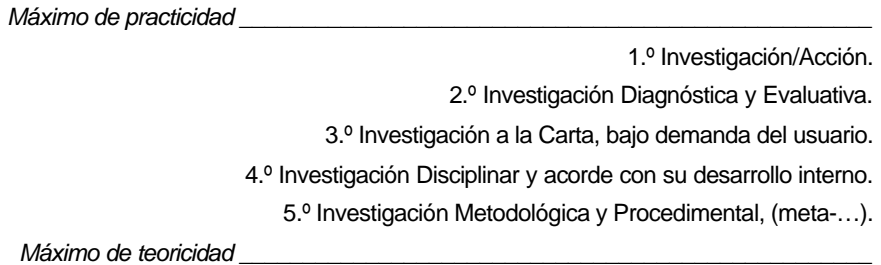 Máximo de practicidad
1.º Investigación/Acción.
2.º Investigación Diagnóstica y Evaluativa.
3.º Investigación a la Carta, bajo demanda del usuario.
4.º Investigación Disciplinar y acorde con su desarrollo interno.
5.º Investigación Metodológica y Procedimental, (meta-…).
Máximo de teoricidad